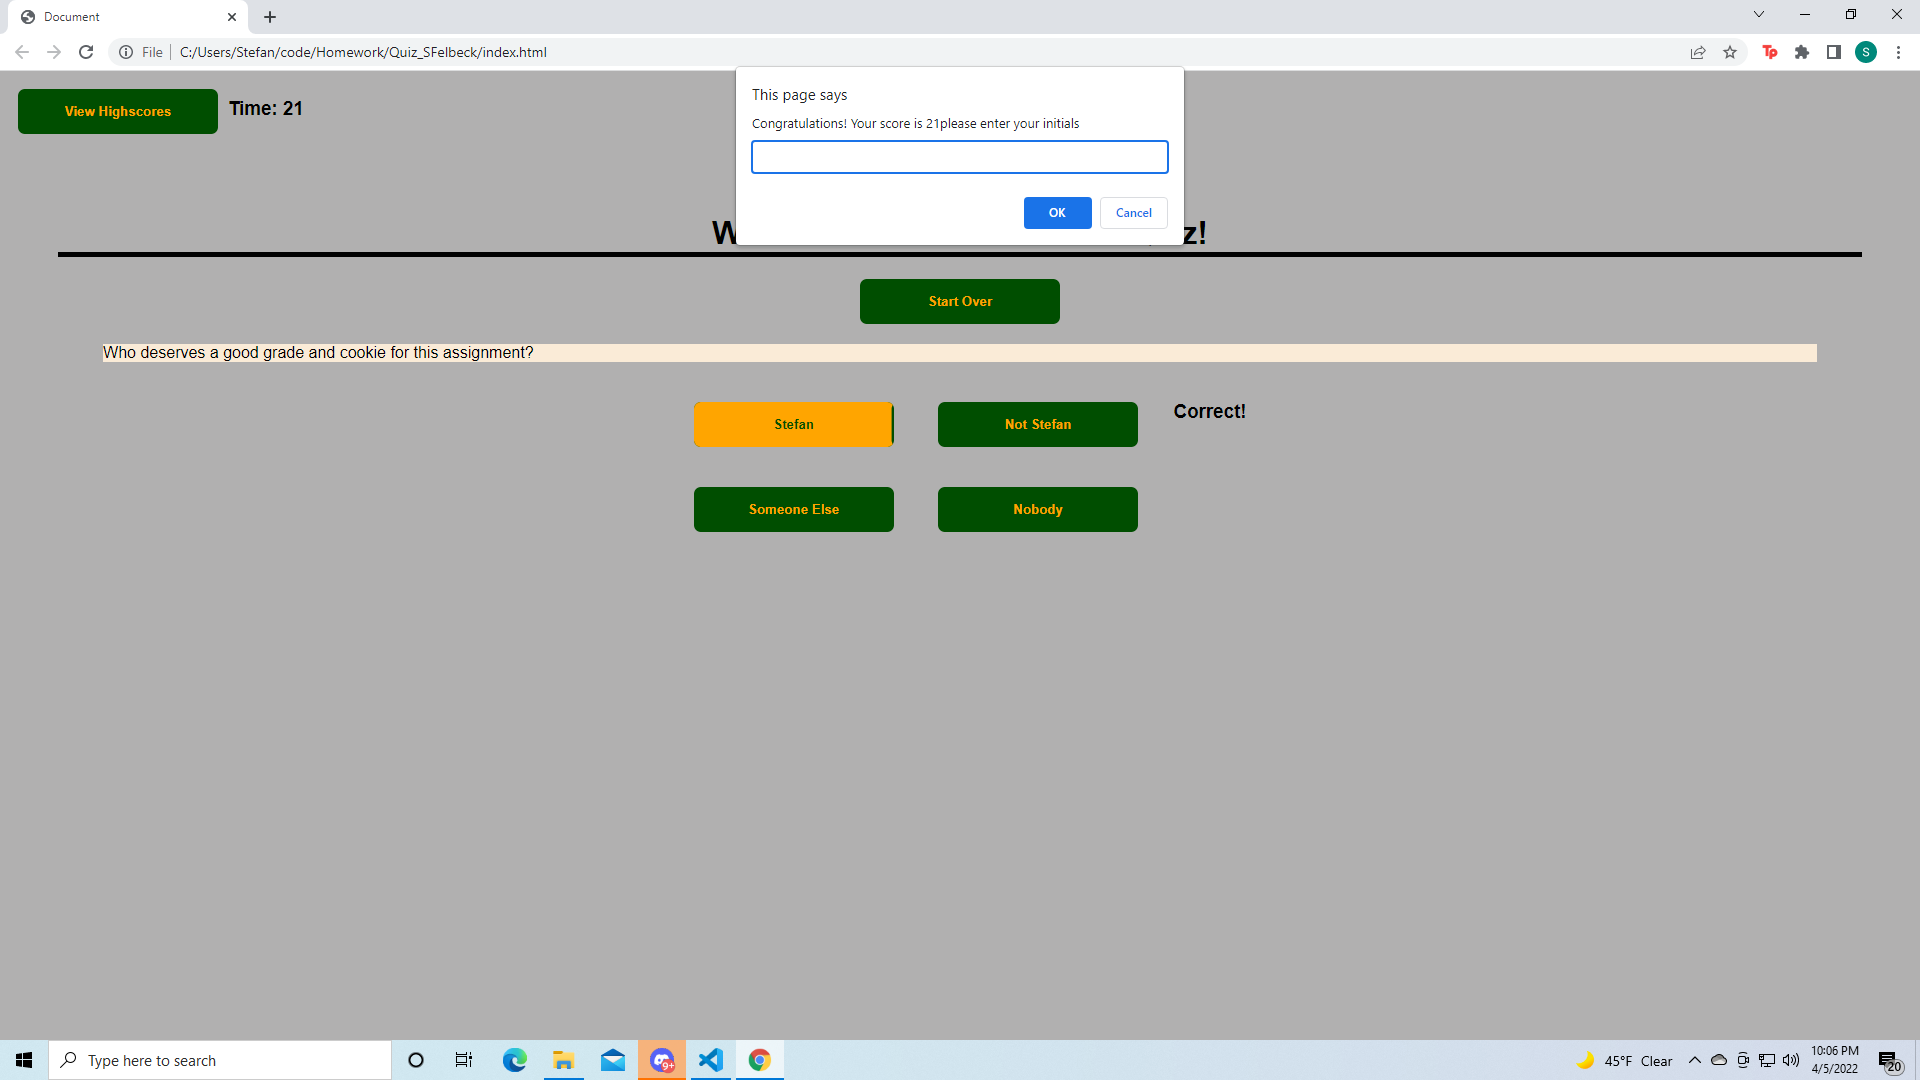 Document
File
C:/Users/Stefan/code/Homework/Quiz_SFelbeck/index.html
Tp
S
View Highscores
Time: 21
This page says
Congratulations! Your score is 21please enter your initials
OK
Cancel
Start Over
Who deserves a good grade and cookie for this assignment?
Stefan
Not Stefan
Correct!
Someone Else
Nobody
Type here to search
9+
45°F Clear
10:06 PM
4/5/2022
20